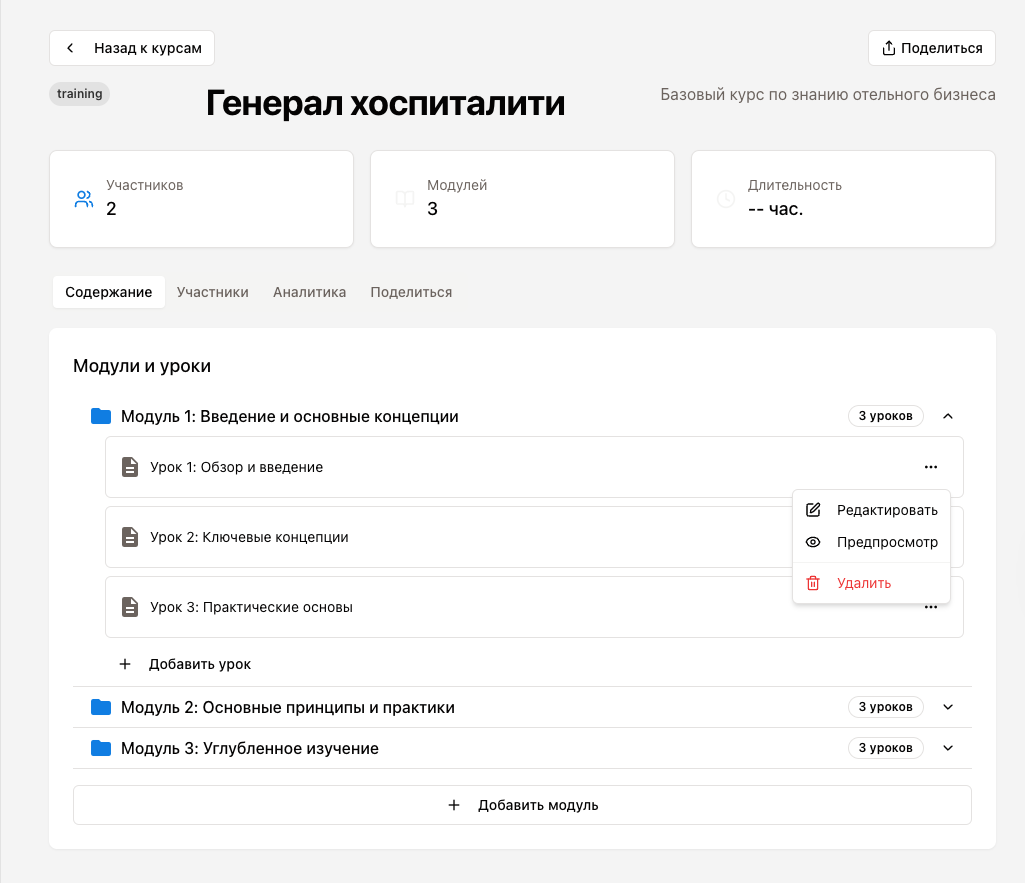 Назад к курсам
Поделиться
training
Генерал хоспиталити
Базовый курс по знанию отельного бизнеса
Участников
2
Модулей
3
Длительность
-- час.
Содержание Участники Аналитика Поделиться
Модули и уроки
Модуль 1: Введение и основные концепции 3 уроков
Урок 1: Обзор и введение
Редактировать
Урок 2: Ключевые концепции
Предпросмотр
Удалить
Урок 3: Практические основы
Добавить урок
Модуль 2: Основные принципы и практики 3 уроков
Модуль 3: Углубленное изучение 3 уроков
Добавить модуль